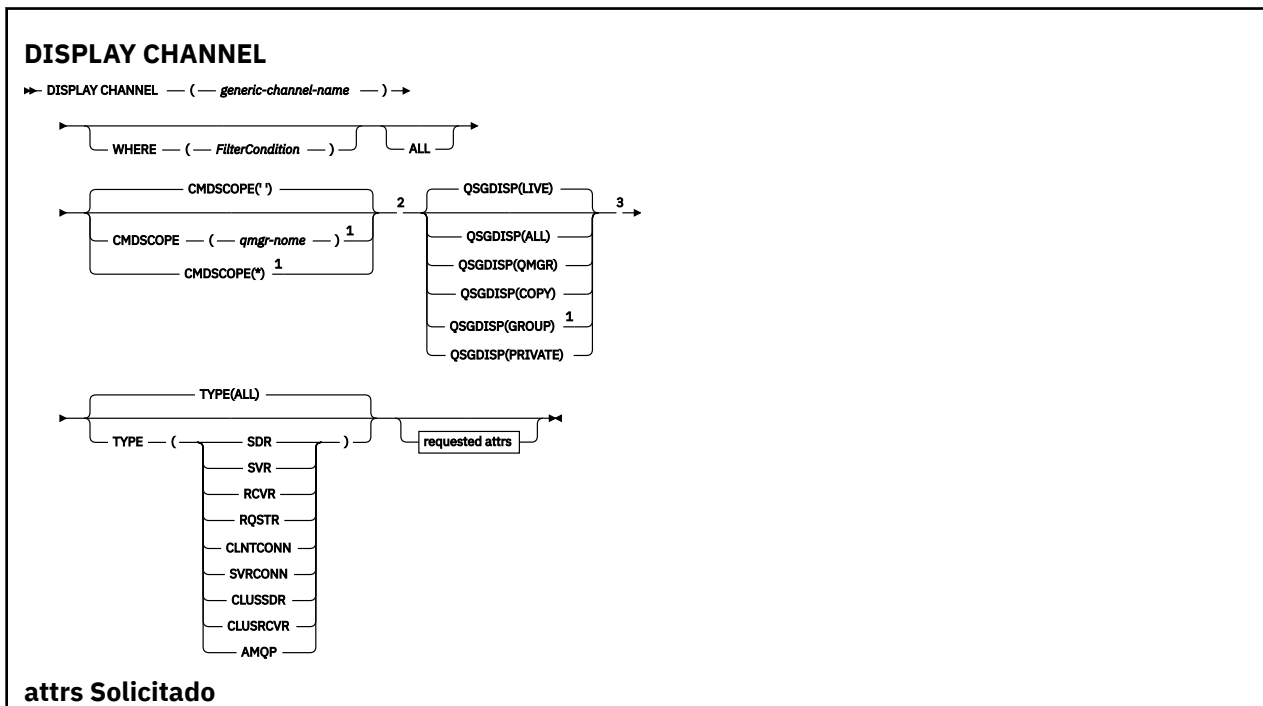 DISPLAY CHANNEL
DISPLAY CHANNEL ( generic-channel-name )
WHERE ( FilterCondition ) ALL
CMDSCOPE(' ') QSGDISP(LIVE)
2 3
CMDSCOPE ( qmgr-nome ) 1 QSGDISP(ALL)
CMDSCOPE(*) 1 QSGDISP(QMGR)
QSGDISP(COPY)
QSGDISP(GROUP) 1
QSGDISP(PRIVATE)
TYPE(ALL)
TYPE ( SDR ) requested attrs
SVR
RCVR
RQSTR
CLNTCONN
SVRCONN
CLUSSDR
CLUSRCVR
AMQP
attrs Solicitado